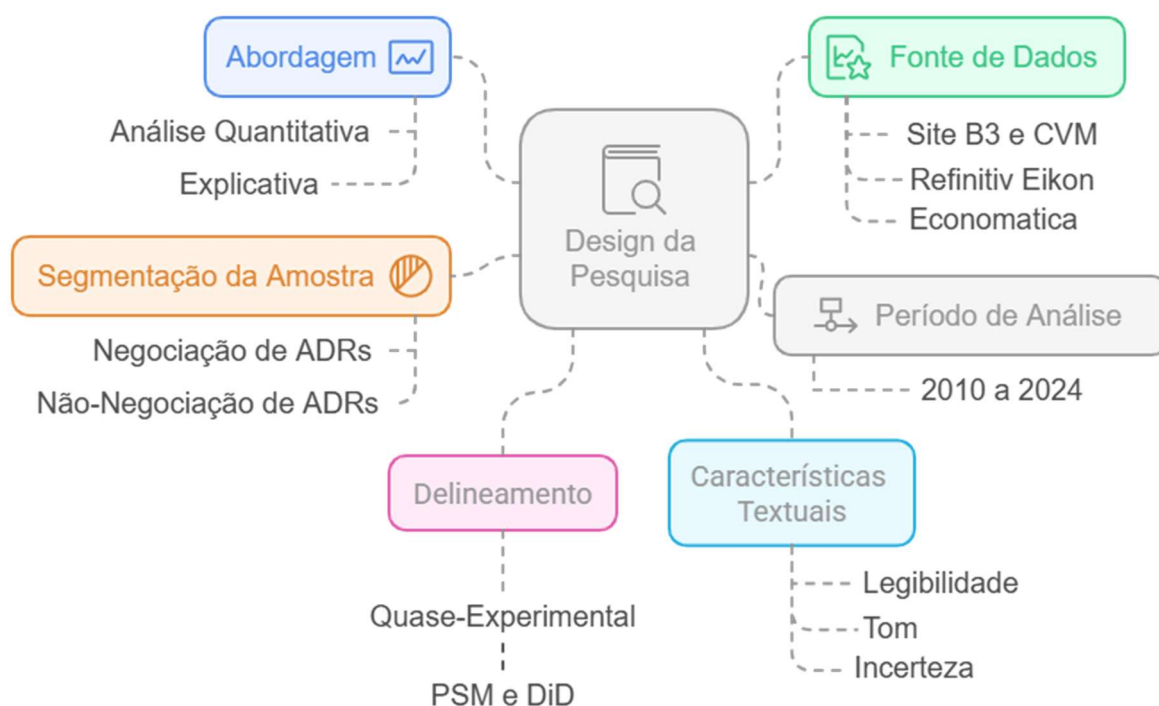 Abordagem
Análise Quantitativa
Explicativa
Segmentação da Amostra
Negociação de ADRs
Não-Negociação de ADRs
Design da
Pesquisa
Fonte de Dados
Site B3 e CVM
Refinitiv Eikon
Economatica
Período de Análise
2010 a 2024
Delineamento
Quase-Experimental
PSM e DiD
Características
Textuais
Legibilidade
Tom
Incerteza